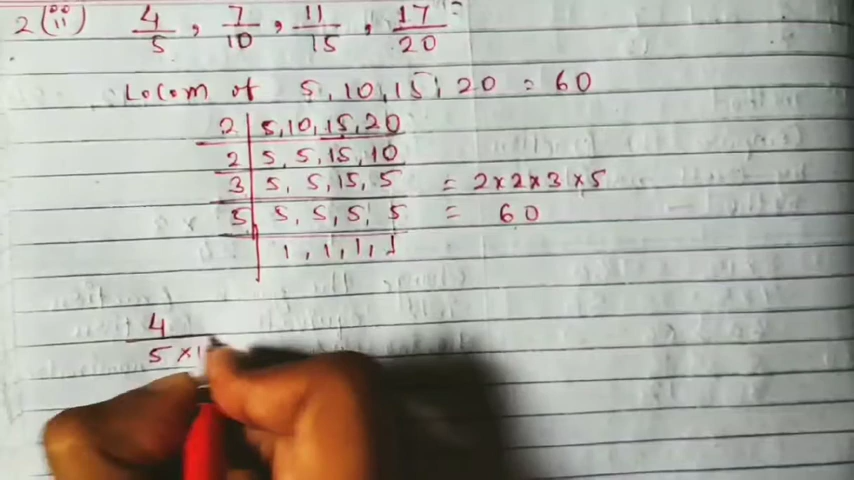 2(iii) 4/5, 7/10, 11/15, 17/20
L.C.M of 5, 10, 15, 20 = 60
2 | 5, 10, 15, 20
2 | 5, 5, 15, 10
3 | 5, 5, 15, 5 = 2×2×3×5
5 | 5, 5, 5, 5 = 60
1, 1, 1, 1
4
5×1